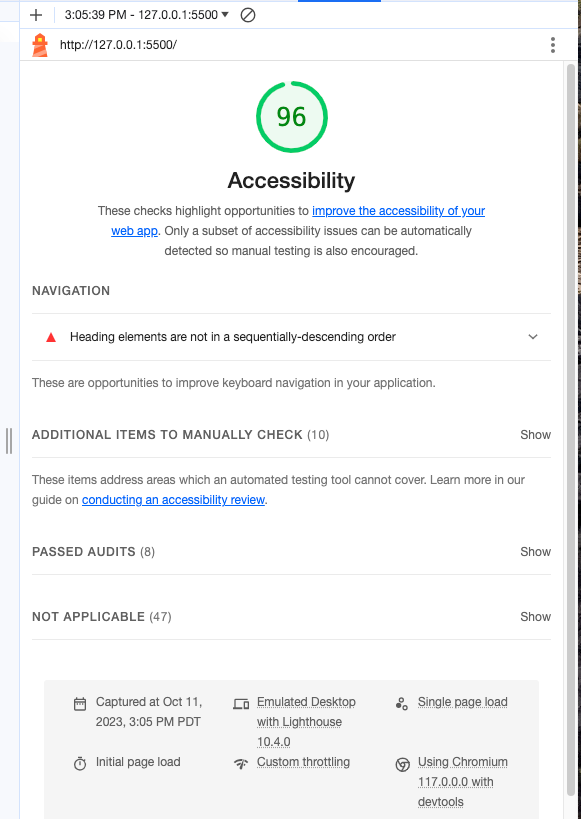 3:05:39 PM - 127.0.0.1:5500
http://127.0.0.1:5500/
96
Accessibility
These checks highlight opportunities to improve the accessibility of your
web app. Only a subset of accessibility issues can be automatically
detected so manual testing is also encouraged.
NAVIGATION
Heading elements are not in a sequentially-descending order
These are opportunities to improve keyboard navigation in your application.
ADDITIONAL ITEMS TO MANUALLY CHECK (10)
Show
These items address areas which an automated testing tool cannot cover. Learn more in our
guide on conducting an accessibility review.
PASSED AUDITS (8)
Show
NOT APPLICABLE (47)
Show
Captured at Oct 11,
2023, 3:05 PM PDT
Emulated Desktop
with Lighthouse
10.4.0
Single page load
Initial page load
Custom throttling
Using Chromium
117.0.0.0 with
devtools